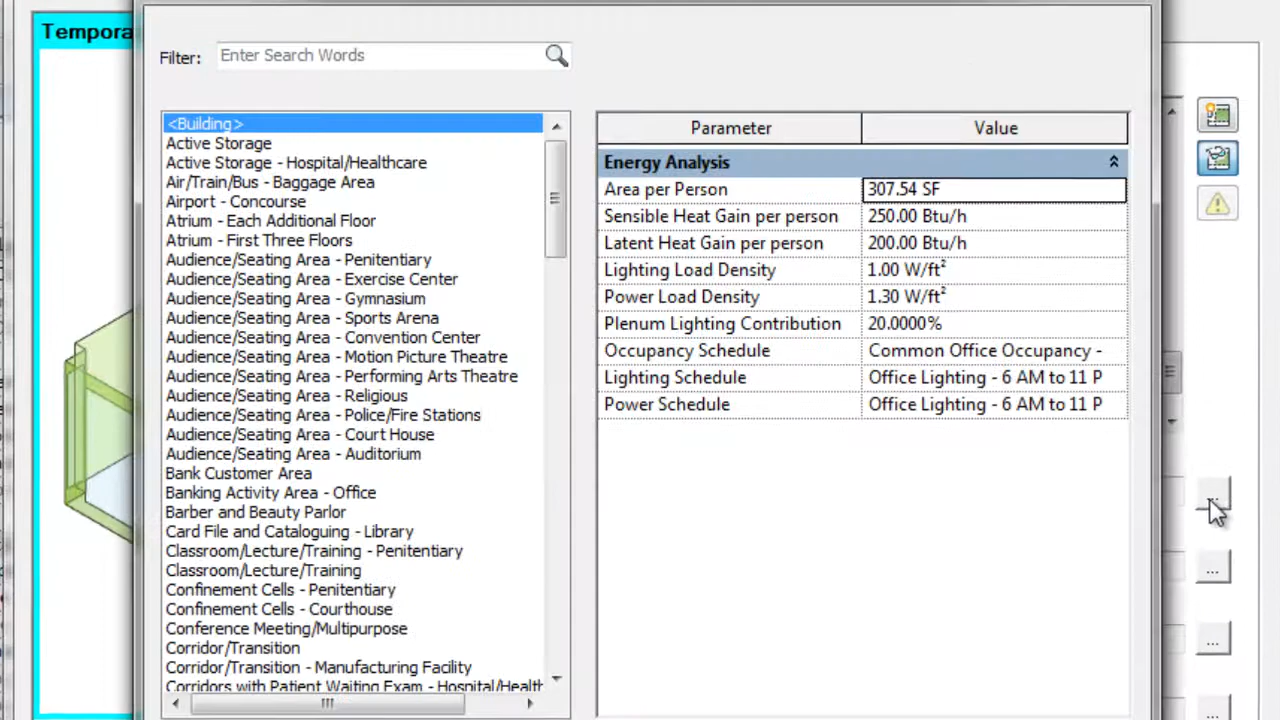 Tempora
Filter:
Enter Search Words
<Building>
Active Storage
Active Storage - Hospital/Healthcare
Air/Train/Bus - Baggage Area
Airport - Concourse
Atrium - Each Additional Floor
Atrium - First Three Floors
Audience/Seating Area - Penitentiary
Audience/Seating Area - Exercise Center
Audience/Seating Area - Gymnasium
Audience/Seating Area - Sports Arena
Audience/Seating Area - Convention Center
Audience/Seating Area - Motion Picture Theatre
Audience/Seating Area - Performing Arts Theatre
Audience/Seating Area - Religious
Audience/Seating Area - Police/Fire Stations
Audience/Seating Area - Court House
Audience/Seating Area - Auditorium
Bank Customer Area
Banking Activity Area - Office
Barber and Beauty Parlor
Card File and Cataloguing - Library
Classroom/Lecture/Training - Penitentiary
Classroom/Lecture/Training
Confinement Cells - Penitentiary
Confinement Cells - Courthouse
Conference Meeting/Multipurpose
Corridor/Transition
Corridor/Transition - Manufacturing Facility
Corridors with Patient Waiting Exam - Hospital/Healtl
Parameter Value
Energy Analysis
Area per Person 307.54 SF
Sensible Heat Gain per person 250.00 Btu/h
Latent Heat Gain per person 200.00 Btu/h
Lighting Load Density 1.00 W/ft²
Power Load Density 1.30 W/ft²
Plenum Lighting Contribution 20.0000%
Occupancy Schedule Common Office Occupancy -
Lighting Schedule Office Lighting - 6 AM to 11 P
Power Schedule Office Lighting - 6 AM to 11 P
...
...
...
...